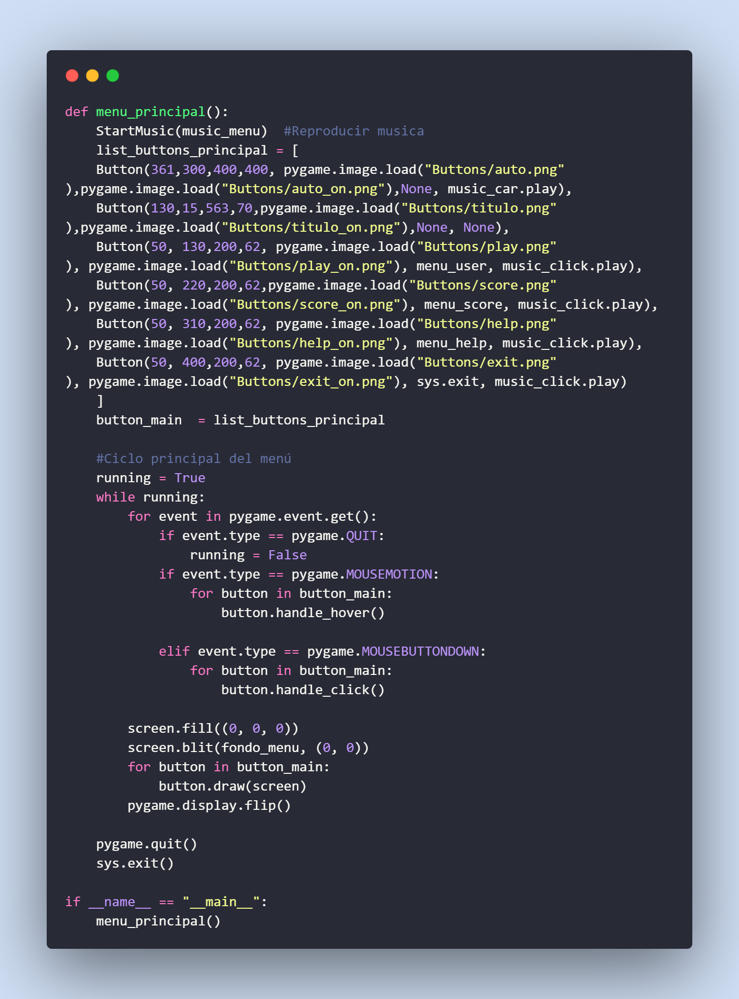 def menu_principal():
    StartMusic(music_menu)  #Reproducir musica
    list_buttons_principal = [
    Button(361,300,400,400, pygame.image.load("Buttons/auto.png"
),pygame.image.load("Buttons/auto_on.png"),None, music_car.play),
    Button(130,15,563,70,pygame.image.load("Buttons/titulo.png"
),pygame.image.load("Buttons/titulo_on.png"),None, None),
    Button(50, 130,200,62, pygame.image.load("Buttons/play.png"
), pygame.image.load("Buttons/play_on.png"), menu_user, music_click.play),
    Button(50, 220,200,62,pygame.image.load("Buttons/score.png"
), pygame.image.load("Buttons/score_on.png"), menu_score, music_click.play),
    Button(50, 310,200,62, pygame.image.load("Buttons/help.png"
), pygame.image.load("Buttons/help_on.png"), menu_help, music_click.play),
    Button(50, 400,200,62, pygame.image.load("Buttons/exit.png"
), pygame.image.load("Buttons/exit_on.png"), sys.exit, music_click.play)
    ]
    button_main  = list_buttons_principal

    #Ciclo principal del menú
    running = True
    while running:
        for event in pygame.event.get():
            if event.type == pygame.QUIT:
                running = False
            if event.type == pygame.MOUSEMOTION:
                for button in button_main:
                    button.handle_hover()

            elif event.type == pygame.MOUSEBUTTONDOWN:
                for button in button_main:
                    button.handle_click()

        screen.fill((0, 0, 0))
        screen.blit(fondo_menu, (0, 0))
        for button in button_main:
            button.draw(screen)
        pygame.display.flip()

    pygame.quit()
    sys.exit()

if __name__ == "__main__":
    menu_principal()